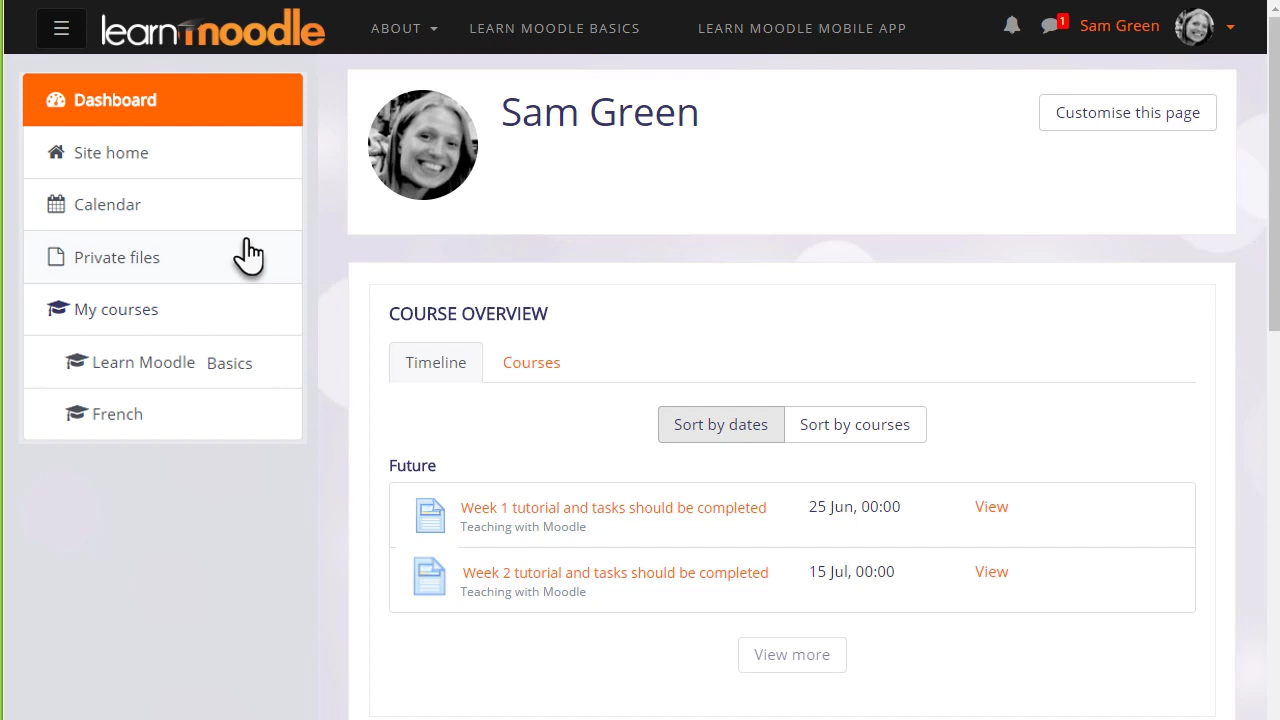 learnmoodle
ABOUT
LEARN MOODLE BASICS
LEARN MOODLE MOBILE APP
1
Sam Green
Dashboard
Site home
Calendar
Private files
My courses
Learn Moodle Basics
French
Sam Green
Customise this page
COURSE OVERVIEW
Timeline
Courses
Sort by dates
Sort by courses
Future
Week 1 tutorial and tasks should be completed 25 Jun, 00:00 View
Teaching with Moodle
Week 2 tutorial and tasks should be completed 15 Jul, 00:00 View
Teaching with Moodle
View more